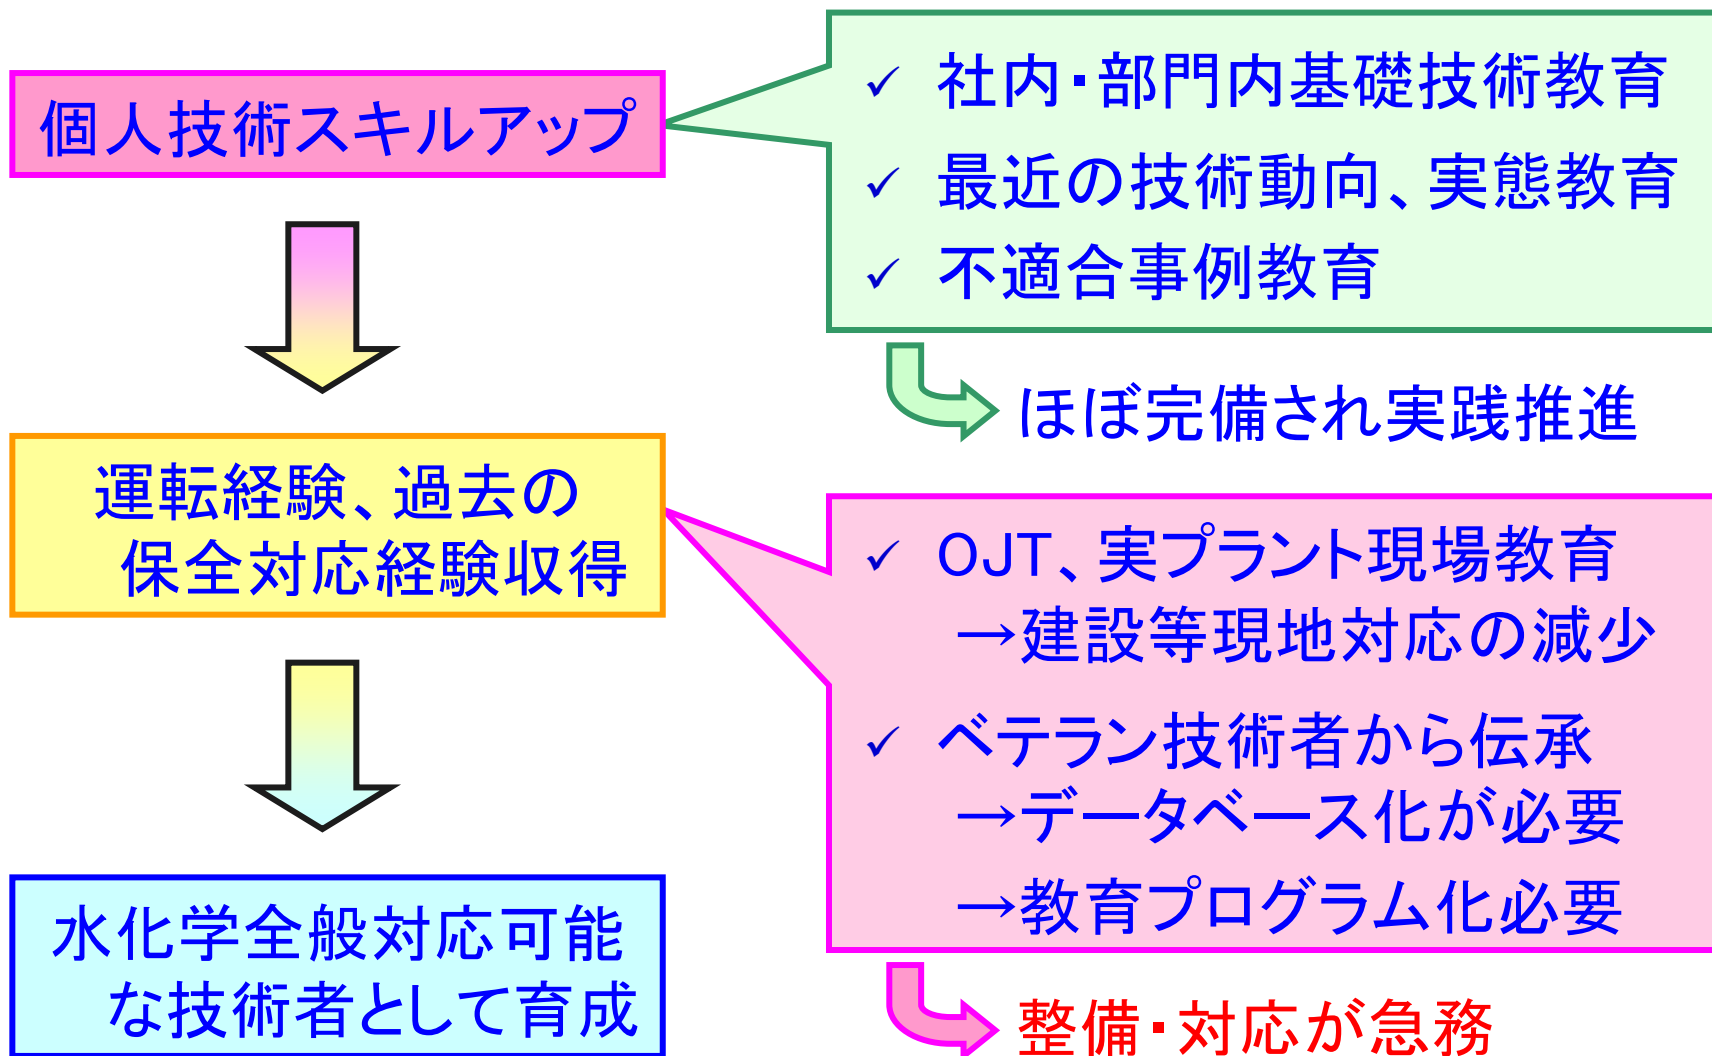 個人技術スキルアップ
✓ 社内・部門内基礎技術教育
✓ 最近の技術動向、実態教育
✓ 不適合事例教育
ほぼ完備され実践推進
運転経験、過去の
保全対応経験収得
✓ OJT、実プラント現場教育
→建設等現地対応の減少
✓ ベテラン技術者から伝承
→データベース化が必要
→教育プログラム化必要
整備・対応が急務
水化学全般対応可能
な技術者として育成